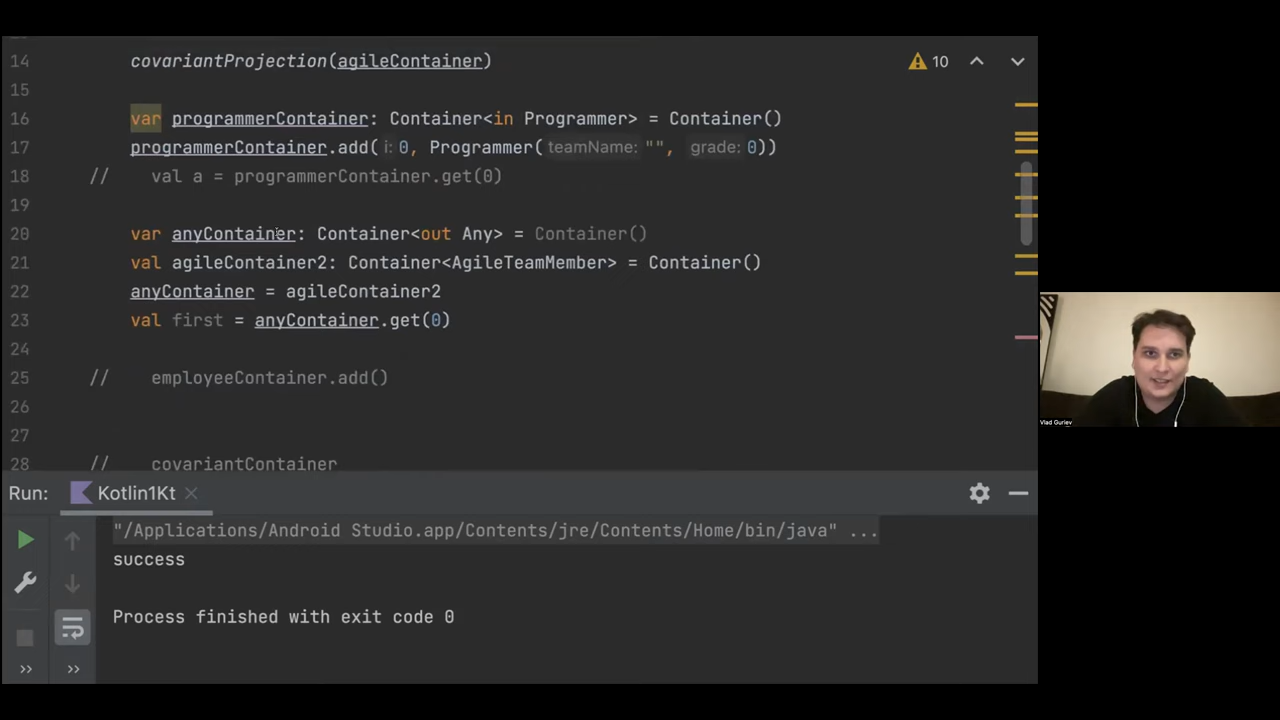 14 covariantProjection(agileContainer)
10
15
16 var programmerContainer: Container<in Programmer> = Container()
17 programmerContainer.add( i: 0, Programmer( teamName: "", grade: 0))
18 // val a = programmerContainer.get(0)
19
20 var anyContainer: Container<out Any> = Container()
21 val agileContainer2: Container<AgileTeamMember> = Container()
22 anyContainer = agileContainer2
23 val first = anyContainer.get(0)
24
25 // employeeContainer.add()
26
27
28 // covariantContainer
Vlad Guriev
Run: Kotlin1Kt
"/Applications/Android Studio.app/Contents/jre/Contents/Home/bin/java" ...
success
Process finished with exit code 0